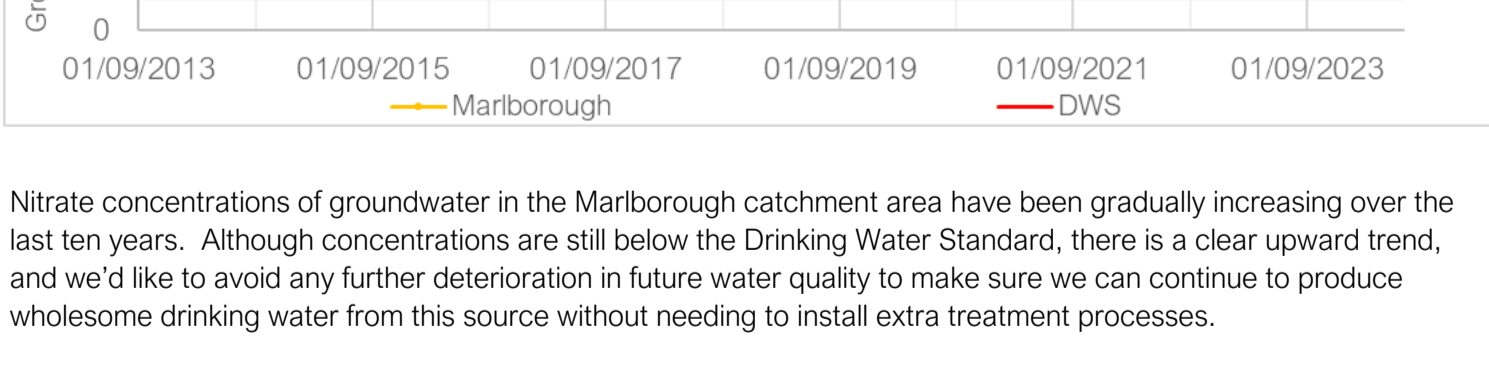 0
01/09/2013 01/09/2015 01/09/2017 01/09/2019 01/09/2021 01/09/2023
Marlborough DWS
Nitrate concentrations of groundwater in the Marlborough catchment area have been gradually increasing over the
last ten years.  Although concentrations are still below the Drinking Water Standard, there is a clear upward trend,
and we'd like to avoid any further deterioration in future water quality to make sure we can continue to produce
wholesome drinking water from this source without needing to install extra treatment processes.